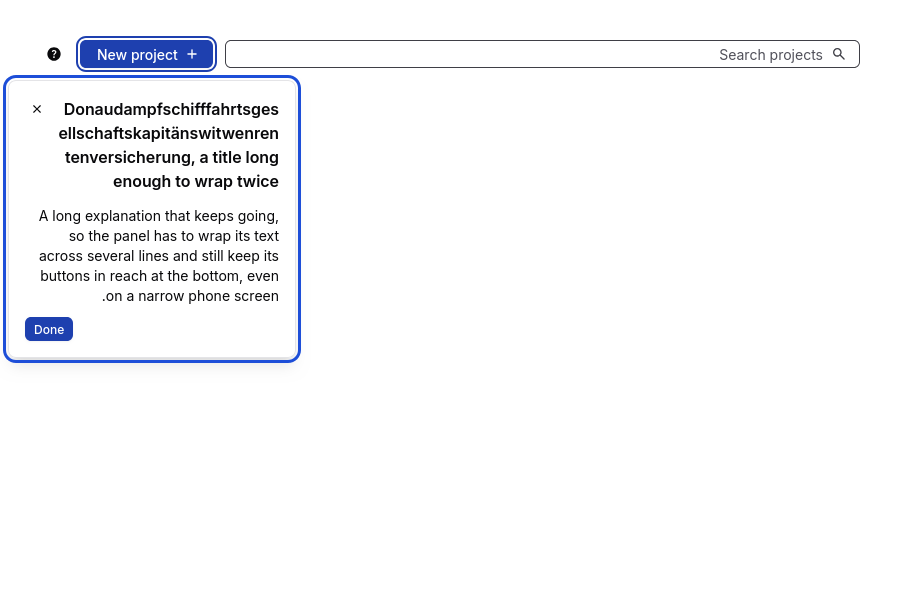 Search projects
New project
Donaudampfschifffahrtsges
ellschaftskapitänswitwenren
tenversicherung, a title long
enough to wrap twice
A long explanation that keeps going,
so the panel has to wrap its text
across several lines and still keep its
buttons in reach at the bottom, even
.on a narrow phone screen
Done